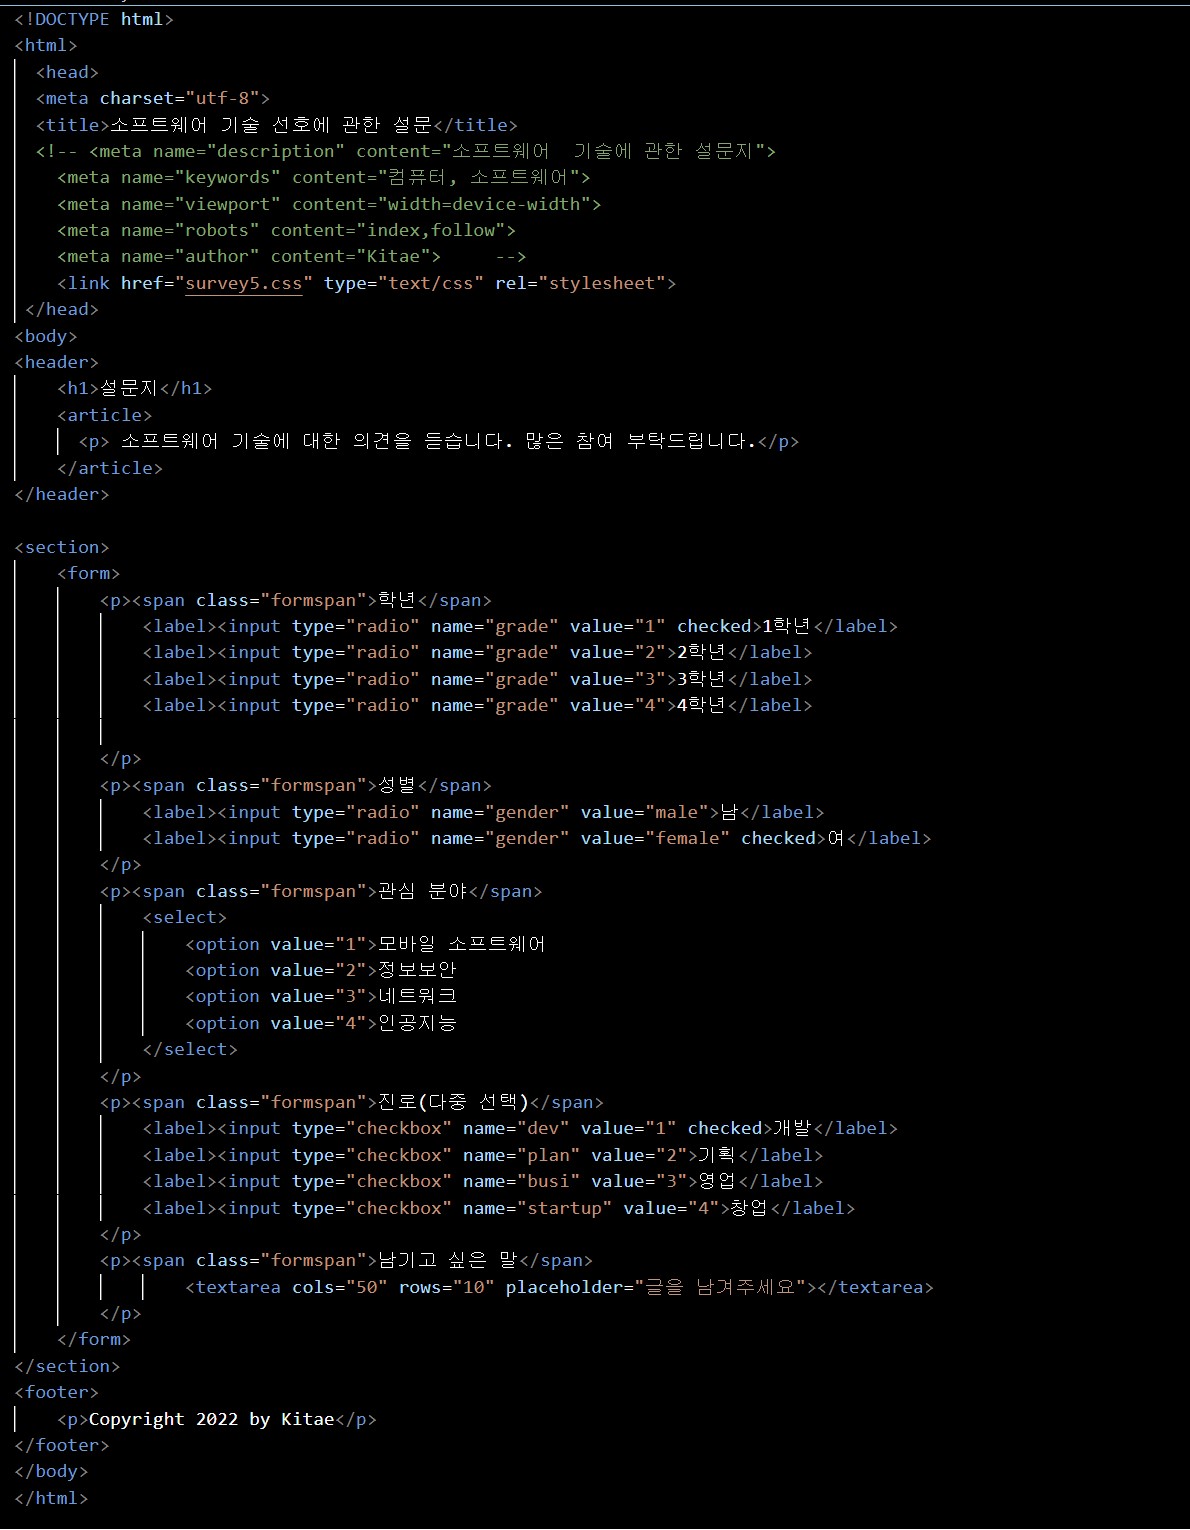 <!DOCTYPE html>
<html>
<head>
<meta charset="utf-8">
<title>소프트웨어 기술 선호에 관한 설문</title>
<!-- <meta name="description" content="소프트웨어  기술에 관한 설문지">
<meta name="keywords" content="컴퓨터, 소프트웨어">
<meta name="viewport" content="width=device-width">
<meta name="robots" content="index,follow">
<meta name="author" content="Kitae">     -->
<link href="survey5.css" type="text/css" rel="stylesheet">
</head>
<body>
<header>
<h1>설문지</h1>
<article>
<p> 소프트웨어 기술에 대한 의견을 듣습니다. 많은 참여 부탁드립니다.</p>
</article>
</header>
<section>
<form>
<p><span class="formspan">학년</span>
<label><input type="radio" name="grade" value="1" checked>1학년</label>
<label><input type="radio" name="grade" value="2">2학년</label>
<label><input type="radio" name="grade" value="3">3학년</label>
<label><input type="radio" name="grade" value="4">4학년</label>
</p>
<p><span class="formspan">성별</span>
<label><input type="radio" name="gender" value="male">남</label>
<label><input type="radio" name="gender" value="female" checked>여</label>
</p>
<p><span class="formspan">관심 분야</span>
<select>
<option value="1">모바일 소프트웨어
<option value="2">정보보안
<option value="3">네트워크
<option value="4">인공지능
</select>
</p>
<p><span class="formspan">진로(다중 선택)</span>
<label><input type="checkbox" name="dev" value="1" checked>개발</label>
<label><input type="checkbox" name="plan" value="2">기획</label>
<label><input type="checkbox" name="busi" value="3">영업</label>
<label><input type="checkbox" name="startup" value="4">창업</label>
</p>
<p><span class="formspan">남기고 싶은 말</span>
<textarea cols="50" rows="10" placeholder="글을 남겨주세요"></textarea>
</p>
</form>
</section>
<footer>
<p>Copyright 2022 by Kitae</p>
</footer>
</body>
</html>